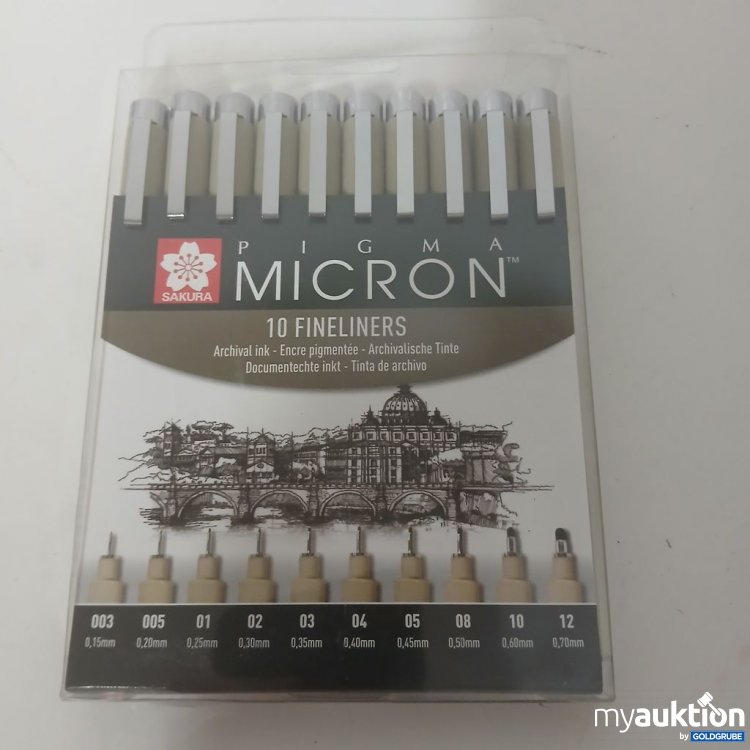 SAKURA
PIGMA
MICRON™
10 FINELINERS
Archival ink - Encre pigmentée - Archivalische Tinte
Documentechte inkt - Tinta de archivo
003 005 01 02 03 04 05 08 10 12
0,15mm 0,20mm 0,25mm 0,30mm 0,35mm 0,40mm 0,45mm 0,50mm 0,60mm 0,70mm
myauktion
by GOLDGRUBE